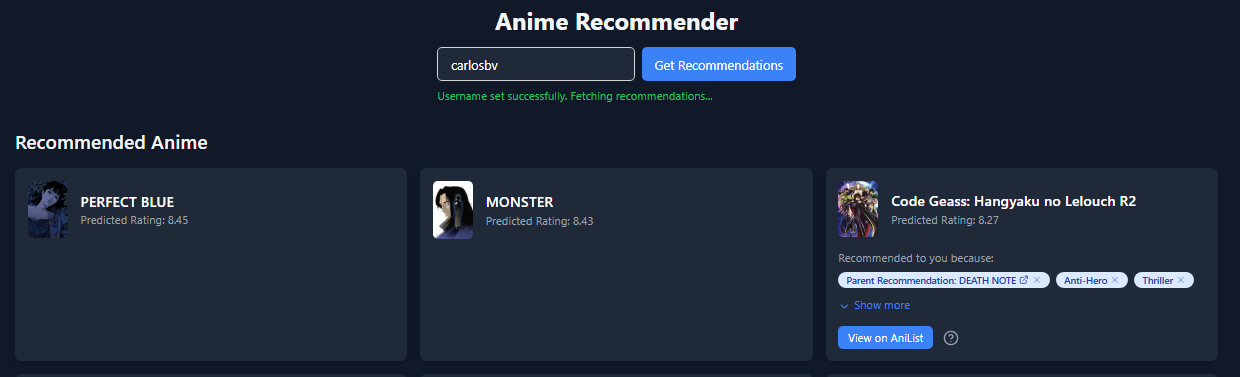 Anime Recommender
carlosbv
Get Recommendations
Username set successfully. Fetching recommendations...
Recommended Anime
PERFECT BLUE
Predicted Rating: 8.45
MONSTER
Predicted Rating: 8.43
Code Geass: Hangyaku no Lelouch R2
Predicted Rating: 8.27
Recommended to you because:
Parent Recommendation: DEATH NOTE
Anti-Hero
Thriller
Show more
View on AniList